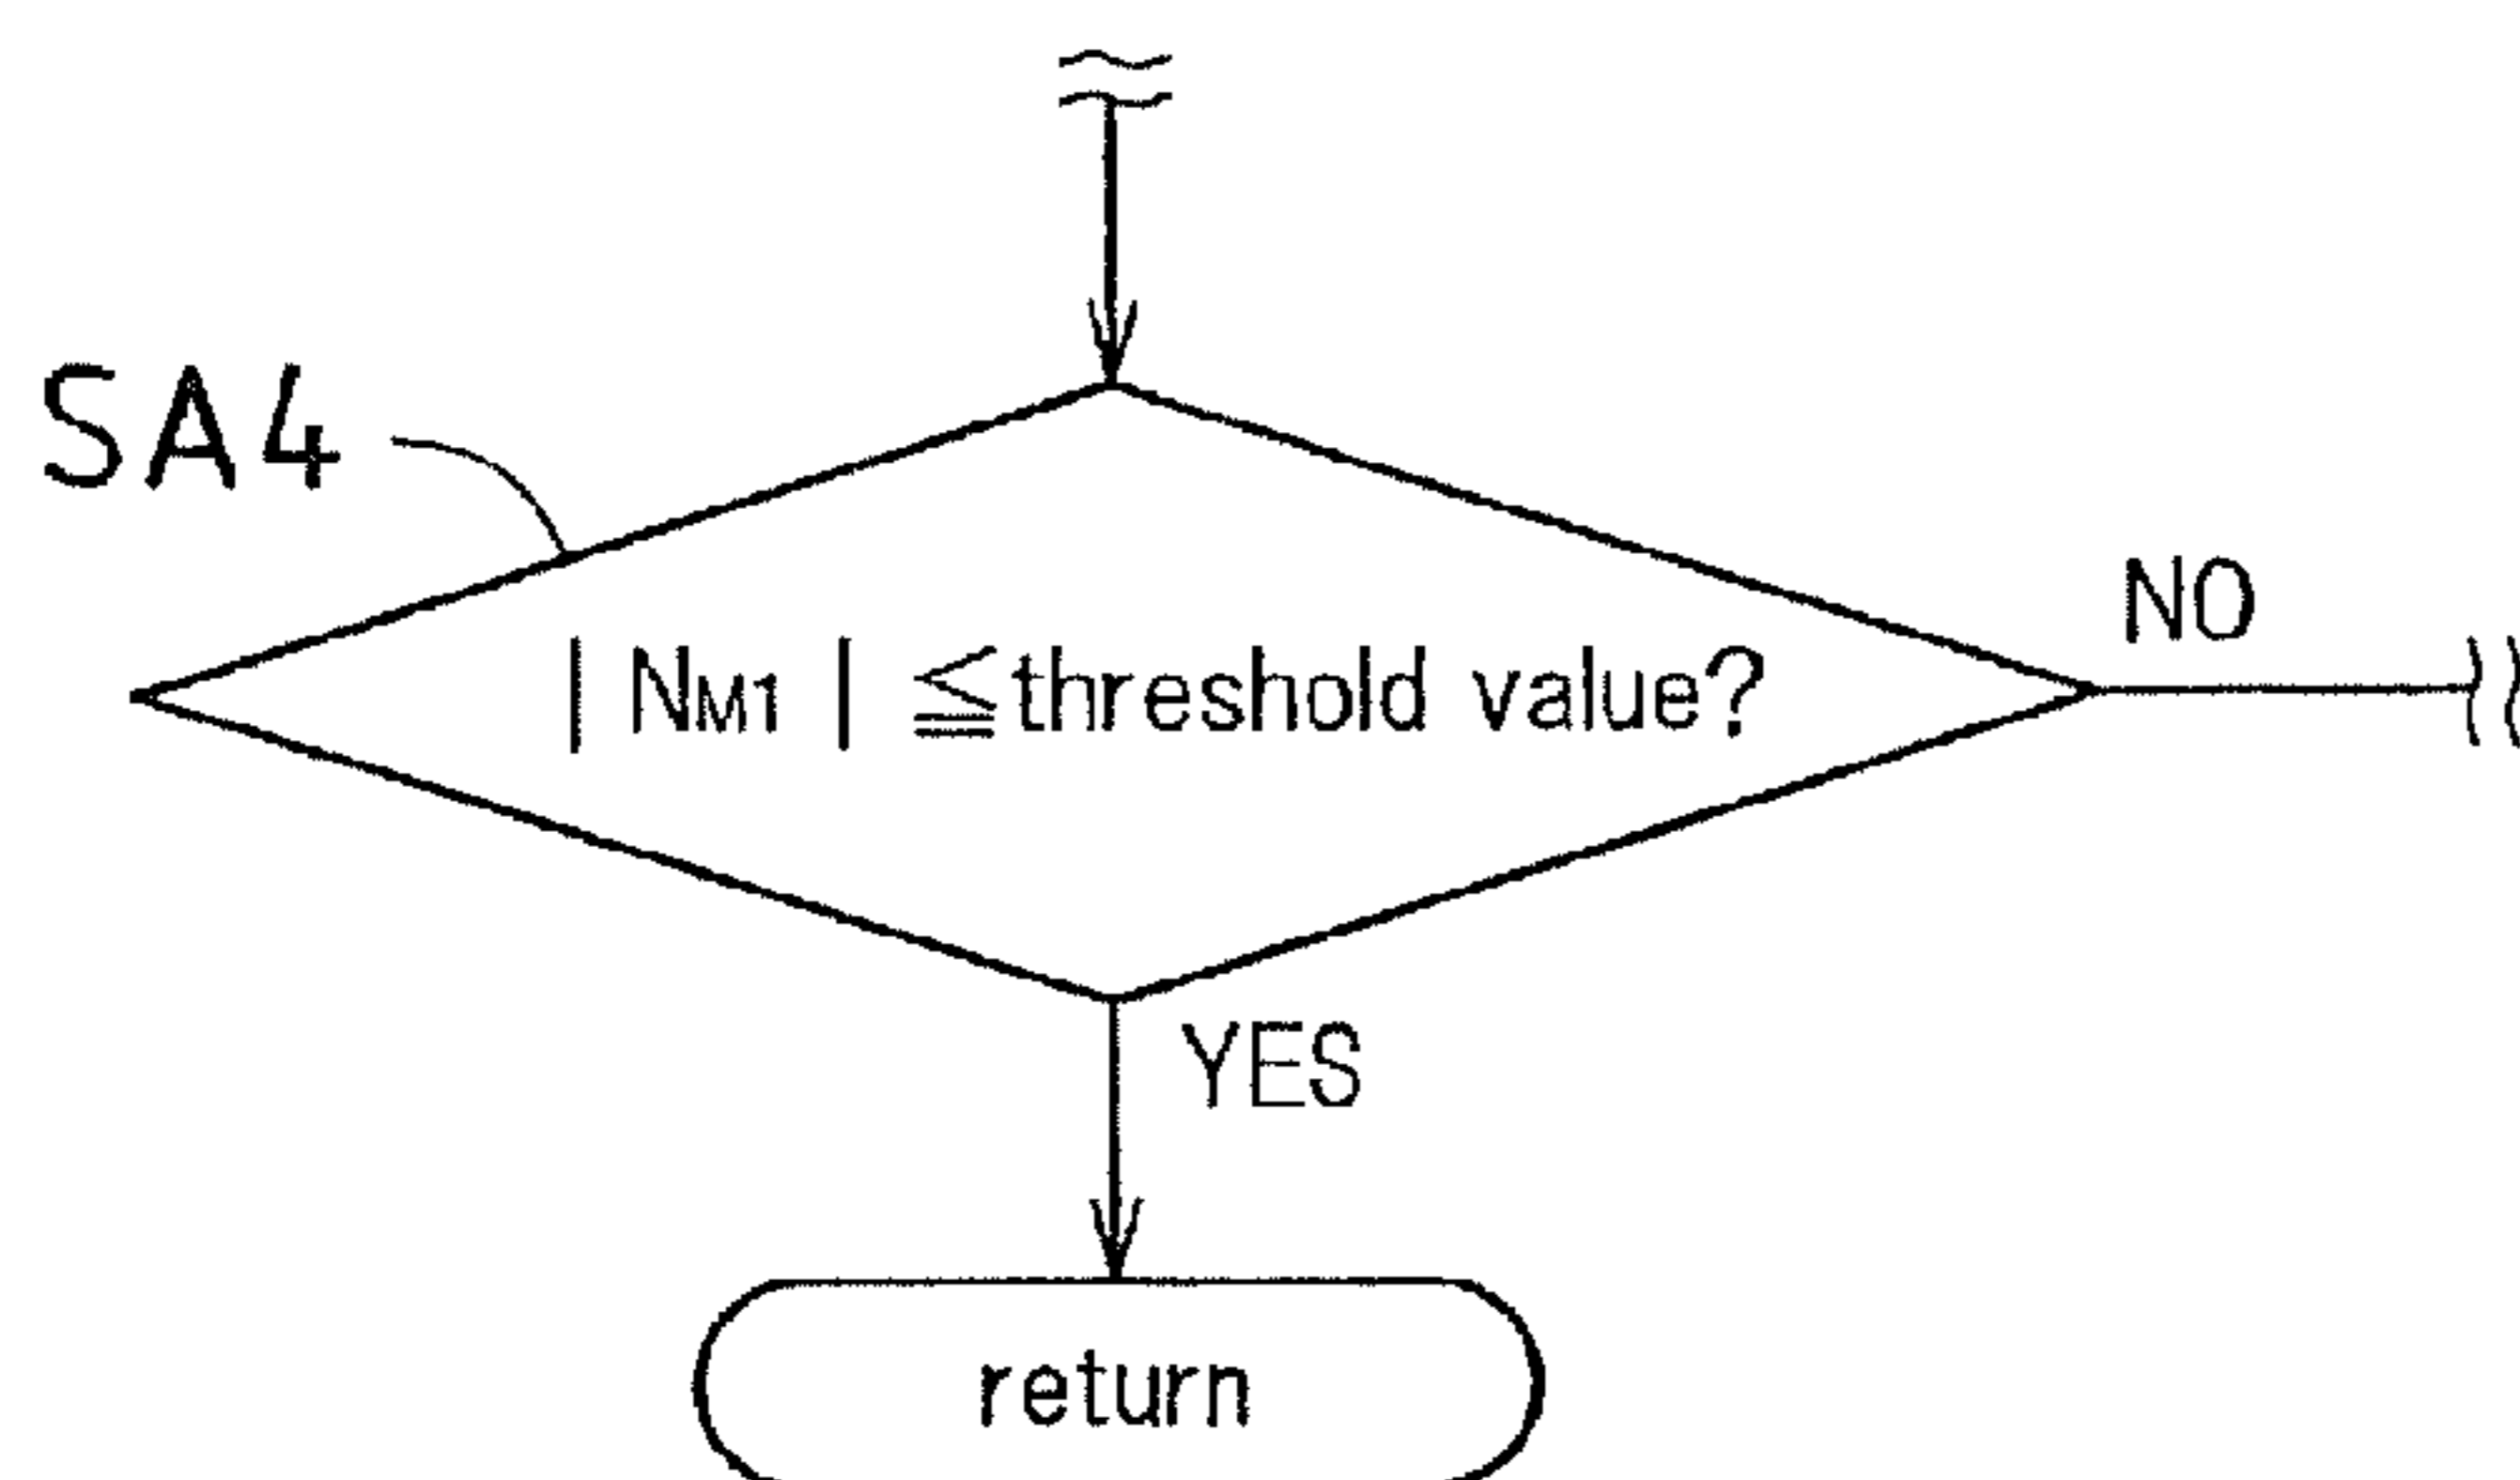 SA4
NO
| NM1 | ≦threshold value?
YES
return